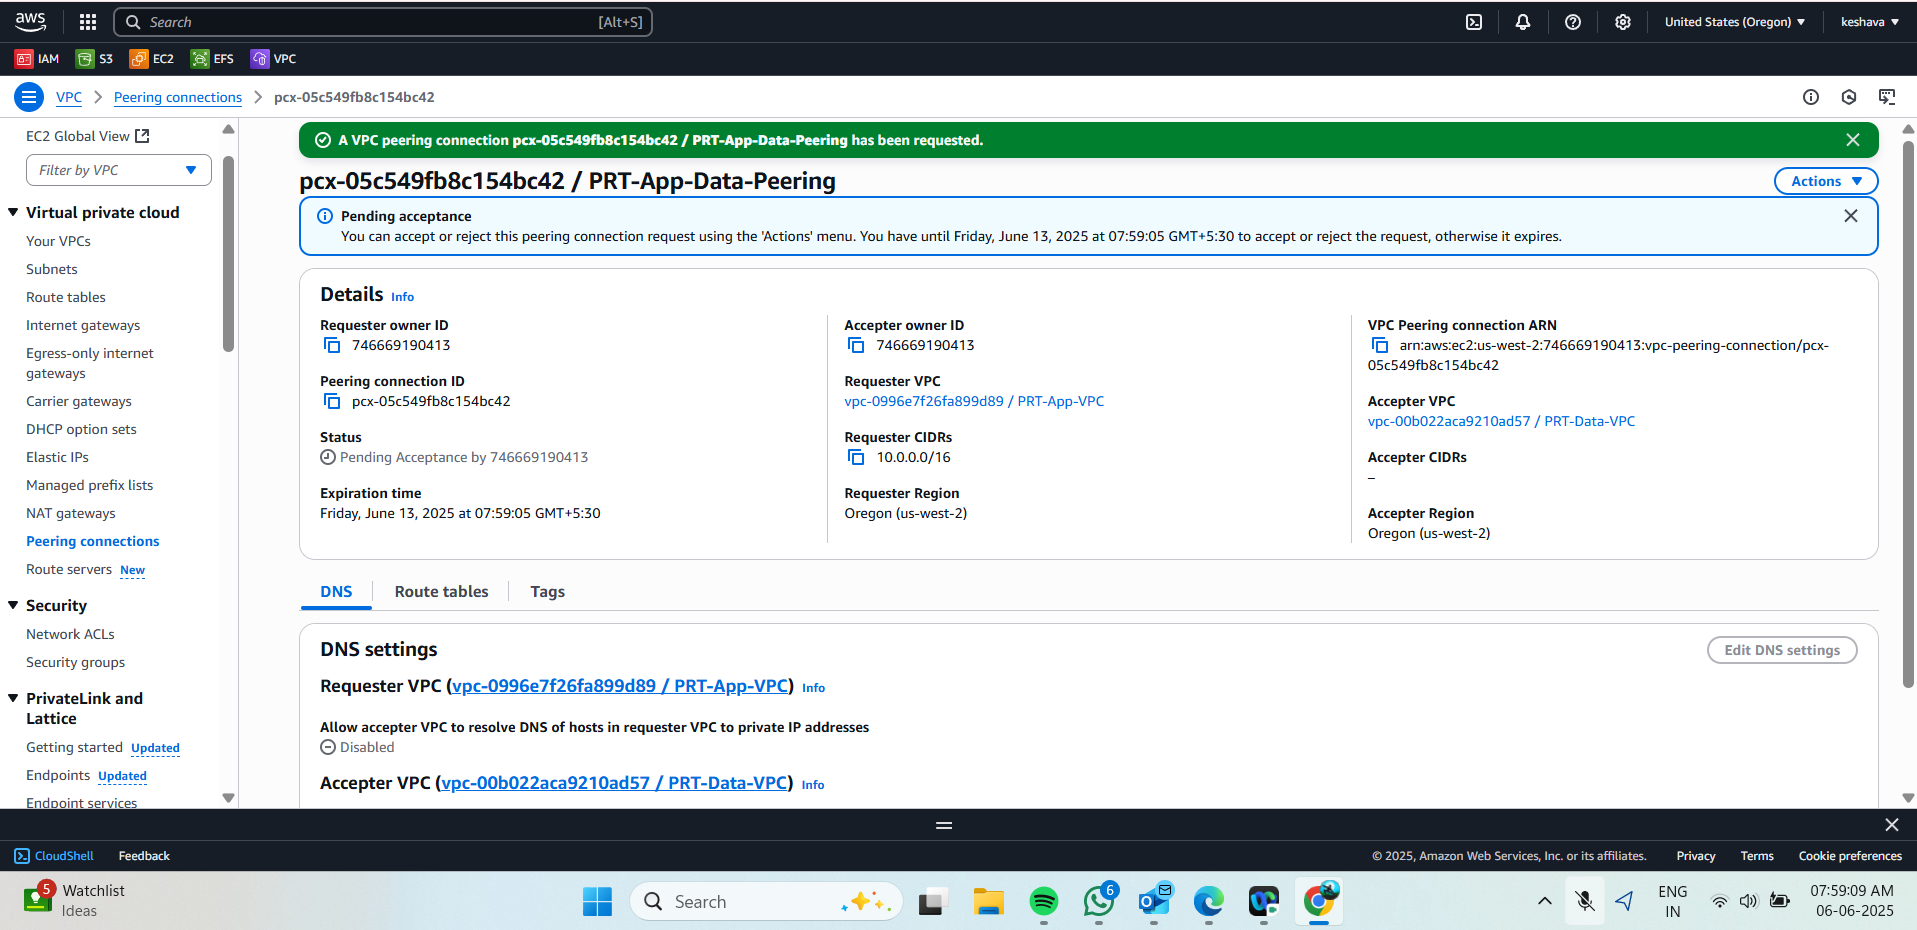 aws
Search [Alt+S]
United States (Oregon)
keshava
IAM S3 EC2 EFS VPC
VPC > Peering connections > pcx-05c549fb8c154bc42
EC2 Global View
Filter by VPC
Virtual private cloud
Your VPCs
Subnets
Route tables
Internet gateways
Egress-only internet
gateways
Carrier gateways
DHCP option sets
Elastic IPs
Managed prefix lists
NAT gateways
Peering connections
Route servers New
Security
Network ACLs
Security groups
PrivateLink and
Lattice
Getting started Updated
Endpoints Updated
Endpoint services
A VPC peering connection pcx-05c549fb8c154bc42 / PRT-App-Data-Peering has been requested.
pcx-05c549fb8c154bc42 / PRT-App-Data-Peering
Actions
Pending acceptance
You can accept or reject this peering connection request using the 'Actions' menu. You have until Friday, June 13, 2025 at 07:59:05 GMT+5:30 to accept or reject the request, otherwise it expires.
Details Info
Requester owner ID
746669190413
Peering connection ID
pcx-05c549fb8c154bc42
Status
Pending Acceptance by 746669190413
Expiration time
Friday, June 13, 2025 at 07:59:05 GMT+5:30
Accepter owner ID
746669190413
Requester VPC
vpc-0996e7f26fa899d89 / PRT-App-VPC
Requester CIDRs
10.0.0.0/16
Requester Region
Oregon (us-west-2)
VPC Peering connection ARN
arn:aws:ec2:us-west-2:746669190413:vpc-peering-connection/pcx-
05c549fb8c154bc42
Accepter VPC
vpc-00b022aca9210ad57 / PRT-Data-VPC
Accepter CIDRs
–
Accepter Region
Oregon (us-west-2)
DNS
Route tables
Tags
DNS settings
Edit DNS settings
Requester VPC (vpc-0996e7f26fa899d89 / PRT-App-VPC) Info
Allow accepter VPC to resolve DNS of hosts in requester VPC to private IP addresses
Disabled
Accepter VPC (vpc-00b022aca9210ad57 / PRT-Data-VPC) Info
CloudShell Feedback
© 2025, Amazon Web Services, Inc. or its affiliates. Privacy Terms Cookie preferences
5
Watchlist
Ideas
Search
6
ENG
IN
07:59:09 AM
06-06-2025